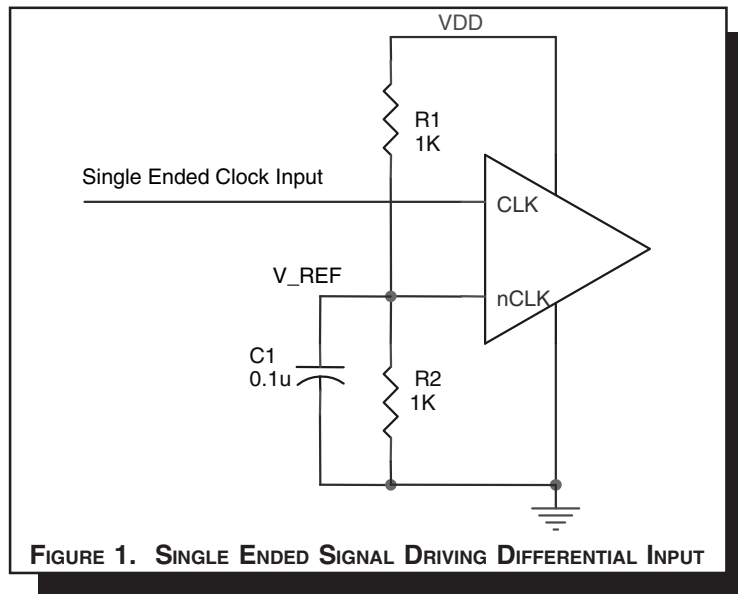 VDD
R1
1K
Single Ended Clock Input
CLK
V_REF
nCLK
C1
0.1u
R2
1K
FIGURE 1. SINGLE ENDED SIGNAL DRIVING DIFFERENTIAL INPUT